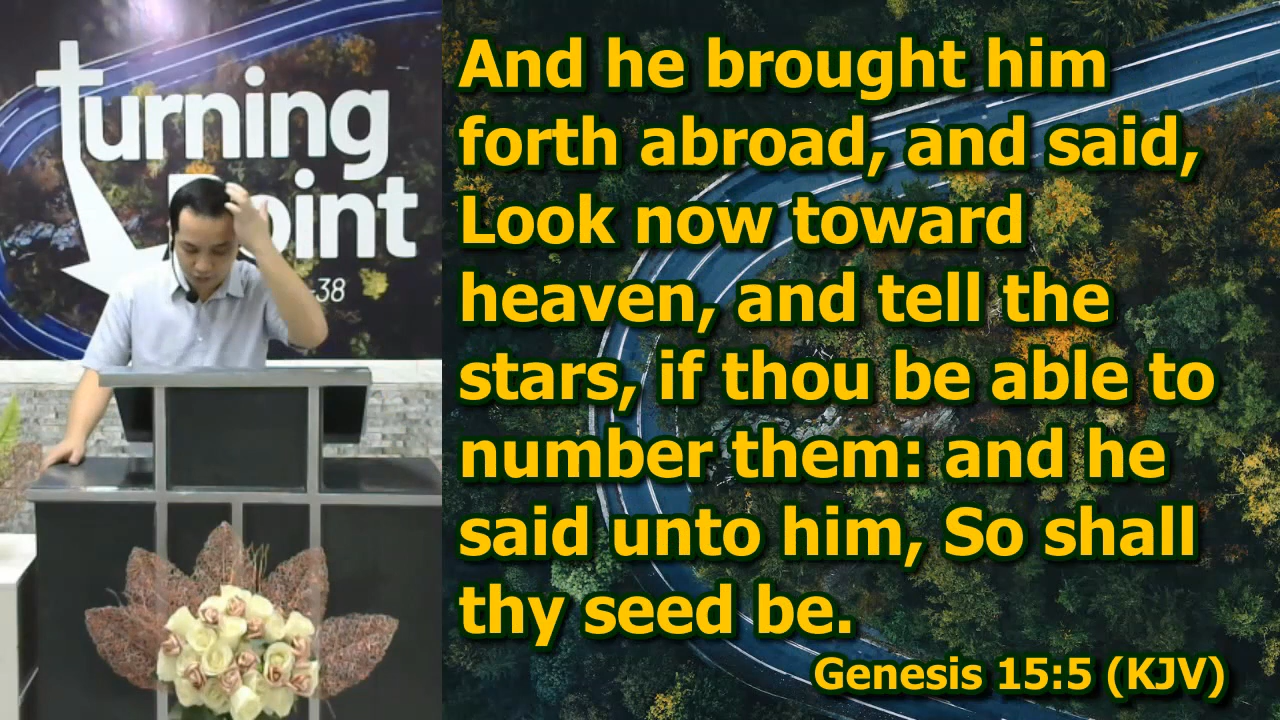 turning
Point
38
And he brought him
forth abroad, and said,
Look now toward
heaven, and tell the
stars, if thou be able to
number them: and he
said unto him, So shall
thy seed be.
Genesis 15:5 (KJV)